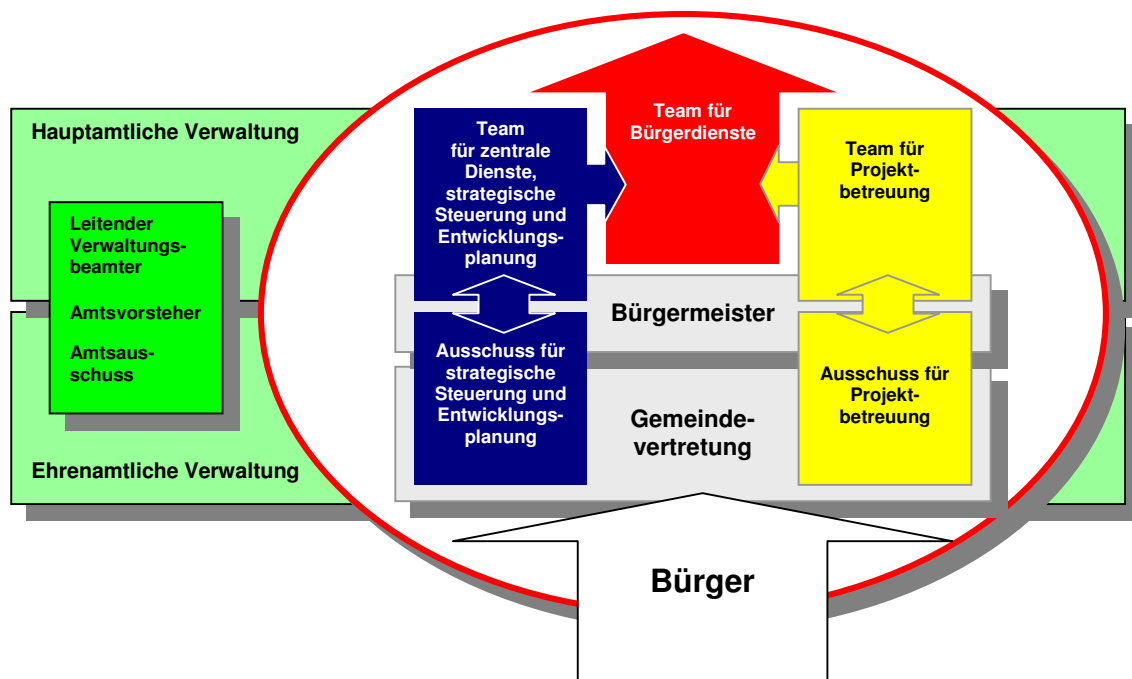 Hauptamtliche Verwaltung
Leitender
Verwaltungs-
beamter
Amtsvorsteher
Amtsaus-
schuss
Ehrenamtliche Verwaltung
Team
für zentrale
Dienste,
strategische
Steuerung und
Entwicklungs-
planung
Team für
Bürgerdienste
Team für
Projekt-
betreuung
Bürgermeister
Ausschuss für
strategische
Steuerung und
Entwicklungs-
planung
Gemeinde-
vertretung
Ausschuss für
Projekt-
betreuung
Bürger